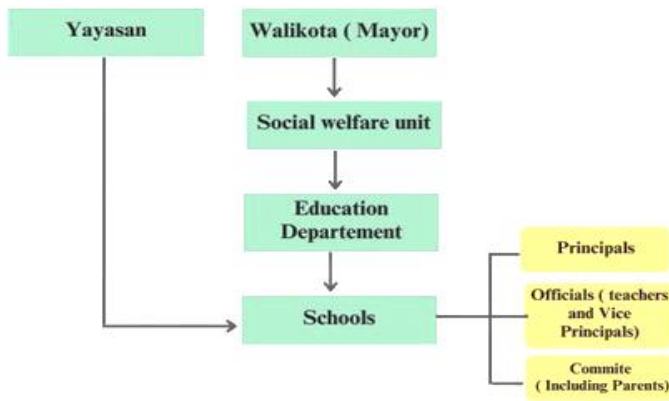 Yayasan
Walikota ( Mayor)
Social welfare unit
Education
Departement
Schools
Principals
Officials ( teachers
and Vice
Principals)
Commite
( Including Parents)